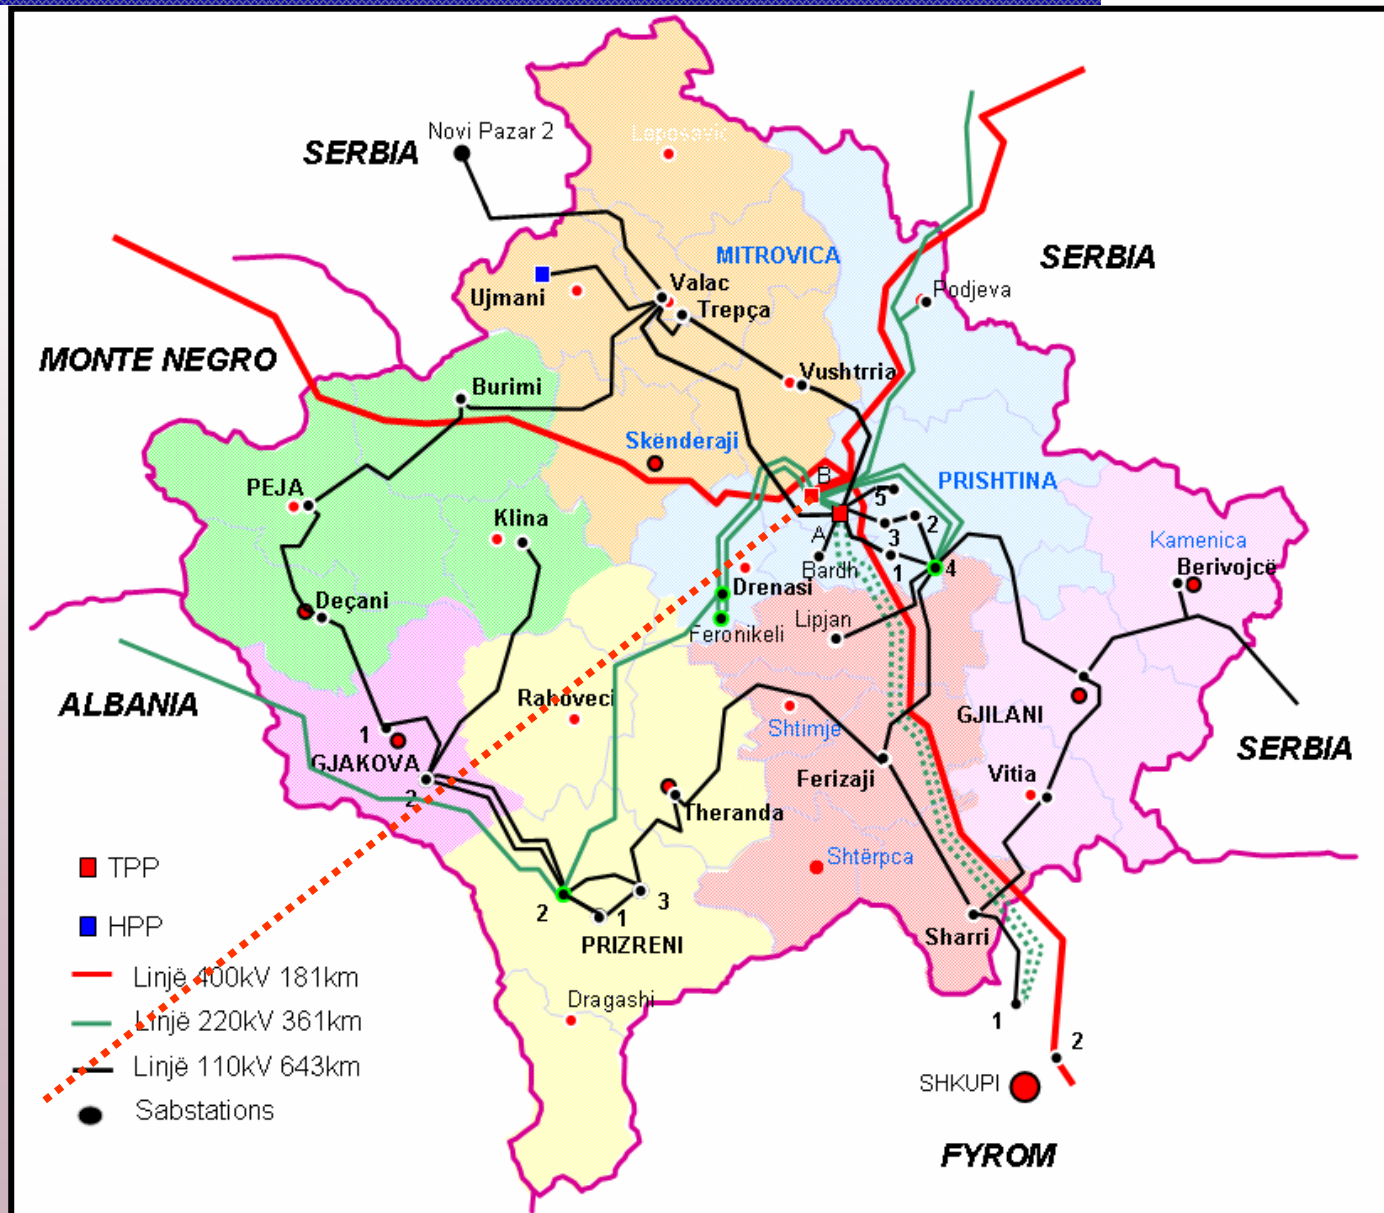 Novi Pazar 2
SERBIA
Leposavic
MITROVICA
SERBIA
Ujmani
Valac
Trepça
Podjeva
MONTE NEGRO
Burimi
Vushtrria
Skënderaji
PEJA
Klina
B
5
PRISHTINA
A
3
2
Bardh
1
4
Kamenica
Berivojcë
Deçani
Drenasi
Feronikeli
Lipjan
ALBANIA
Rahoveci
1
GJAKOVA
2
Shtimje
GJILANI
SERBIA
Ferizaji
Vitia
Theranda
Shtërpca
2
1
3
PRIZRENI
Sharri
Dragashi
1
2
SHKUPI
FYROM
TPP
HPP
Linjë 400kV 181km
Linjë 220kV 361km
Linjë 110kV 643km
Sabstations